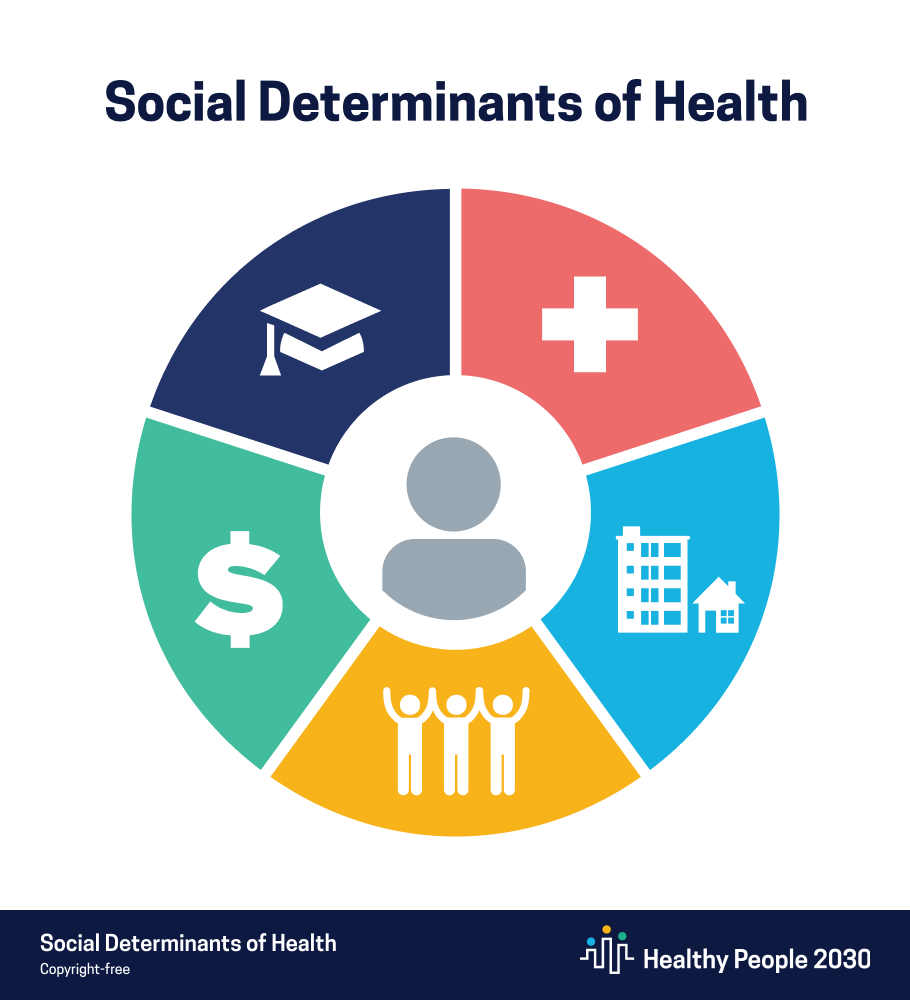 Social Determinants of Health
Social Determinants of Health
Copyright-free
Healthy People 2030